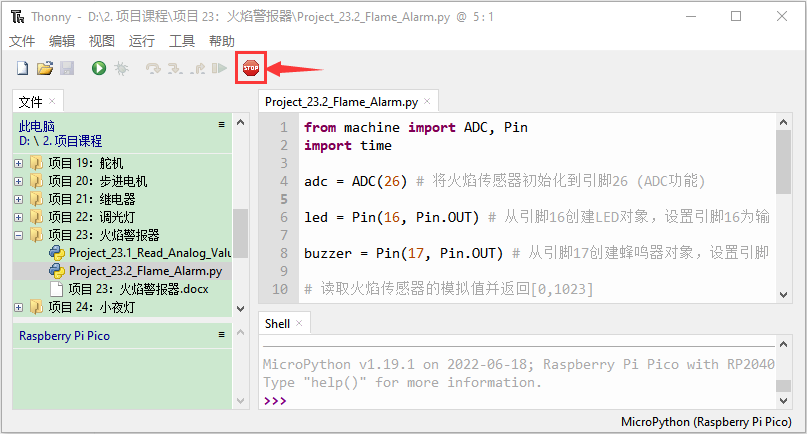 Thonny - D:\2. 项目课程\项目 23：火焰警报器\Project_23.2_Flame_Alarm.py @ 5 : 1
文件 编辑 视图 运行 工具 帮助
STOP
文件
此电脑
D: \ 2. 项目课程
项目 19：舵机
项目 20：步进电机
项目 21：继电器
项目 22：调光灯
项目 23：火焰警报器
Project_23.1_Read_Analog_Valu
Project_23.2_Flame_Alarm.py
项目 23：火焰警报器.docx
项目 24：小夜灯
Raspberry Pi Pico
Project_23.2_Flame_Alarm.py
1 from machine import ADC, Pin
2 import time
3
4 adc = ADC(26) # 将火焰传感器初始化到引脚26 (ADC功能)
5
6 led = Pin(16, Pin.OUT) # 从引脚16创建LED对象，设置引脚16为输
7
8 buzzer = Pin(17, Pin.OUT) # 从引脚17创建蜂鸣器对象，设置引脚
9
10 # 读取火焰传感器的模拟值并返回[0,1023]
Shell
MicroPython v1.19.1 on 2022-06-18; Raspberry Pi Pico with RP2040
Type "help()" for more information.
>>>
MicroPython (Raspberry Pi Pico)